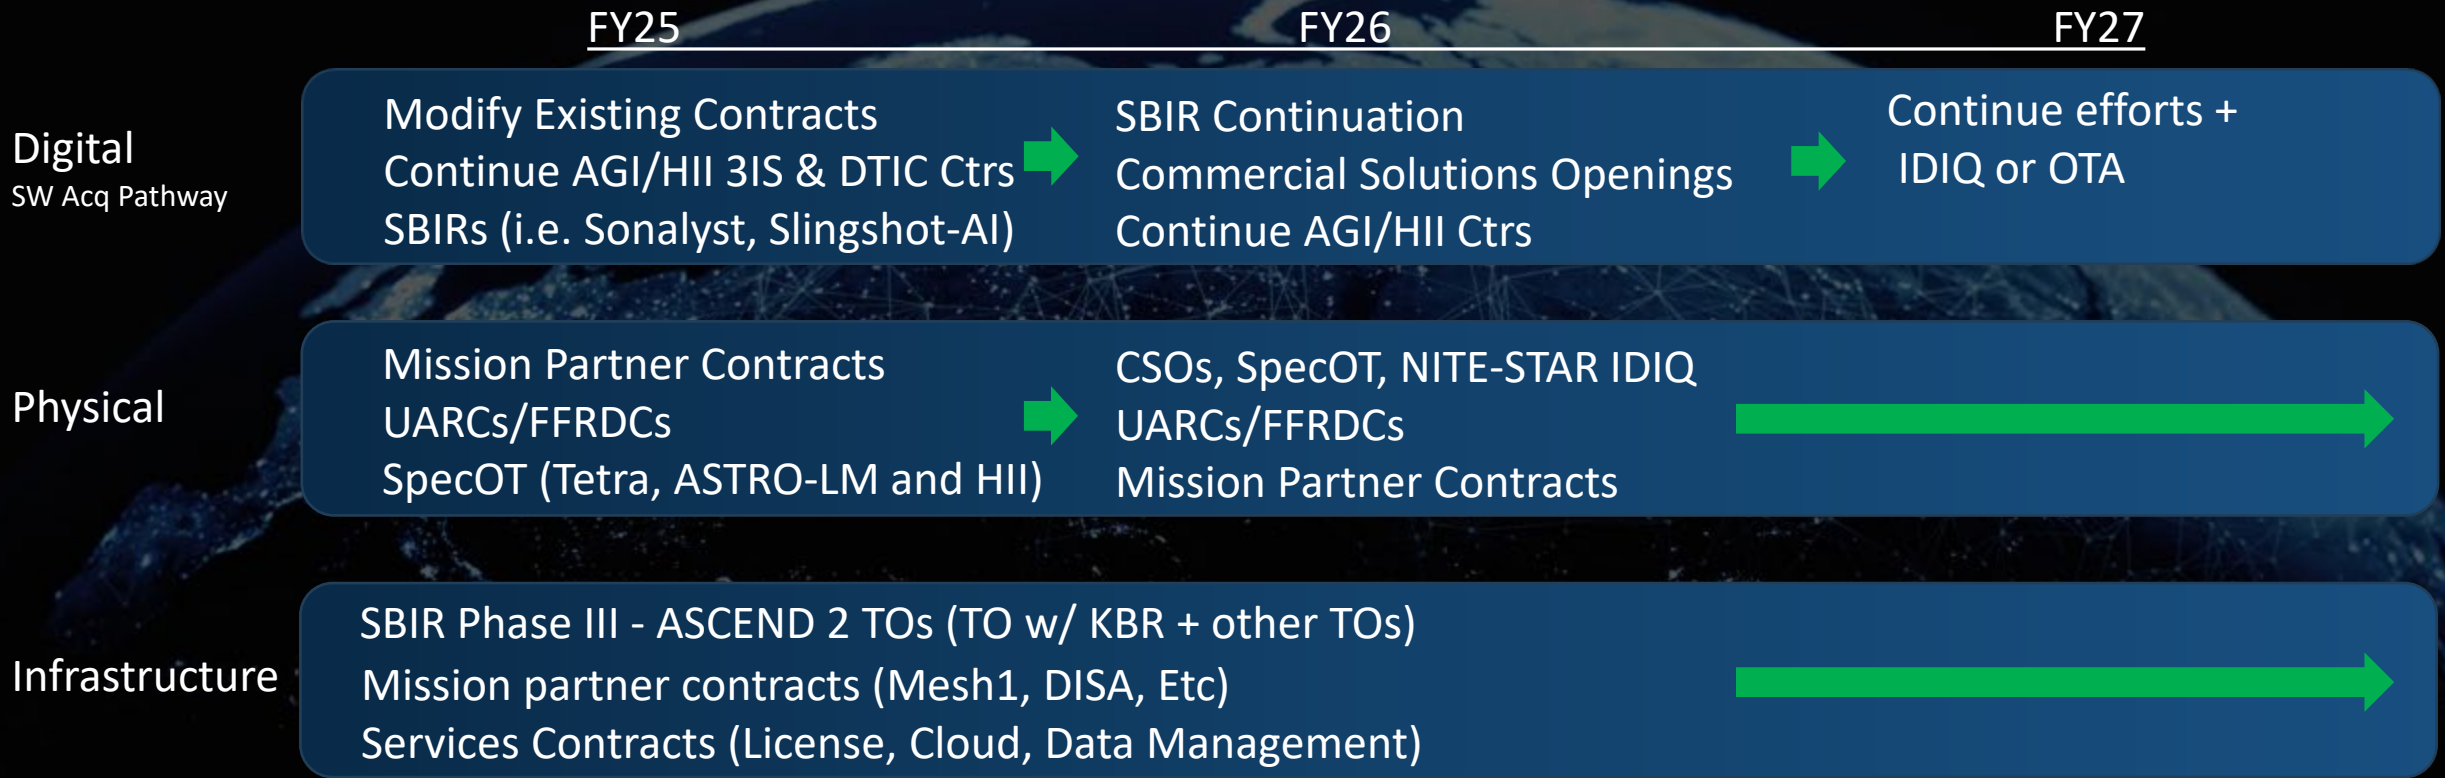 FY25 FY26 FY27
Digital
SW Acq Pathway
Modify Existing Contracts
Continue AGI/HII 3IS & DTIC Ctrs
SBIRs (i.e. Sonalyst, Slingshot-AI)
SBIR Continuation
Commercial Solutions Openings
Continue AGI/HII Ctrs
Continue efforts +
IDIQ or OTA
Physical
Mission Partner Contracts
UARCs/FFRDCs
SpecOT (Tetra, ASTRO-LM and HII)
CSOs, SpecOT, NITE-STAR IDIQ
UARCs/FFRDCs
Mission Partner Contracts
Infrastructure
SBIR Phase III - ASCEND 2 TOs (TO w/ KBR + other TOs)
Mission partner contracts (Mesh1, DISA, Etc)
Services Contracts (License, Cloud, Data Management)